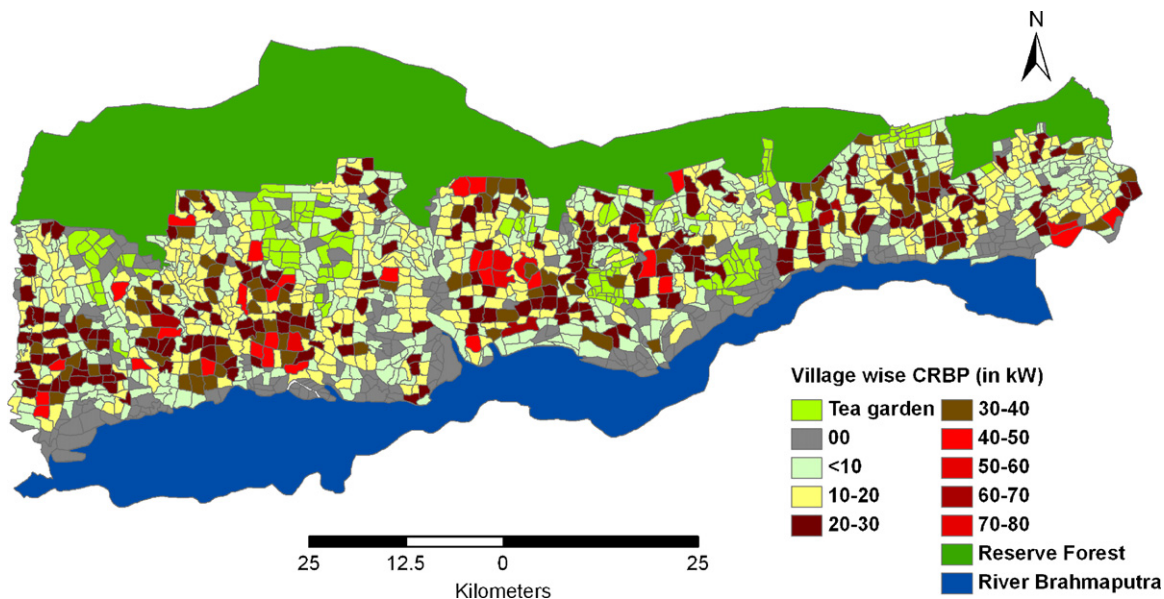 N
Village wise CRBP (in kW)
Tea garden
00
<10
10-20
20-30
30-40
40-50
50-60
60-70
70-80
Reserve Forest
River Brahmaputra
25 12.5 0 25
Kilometers